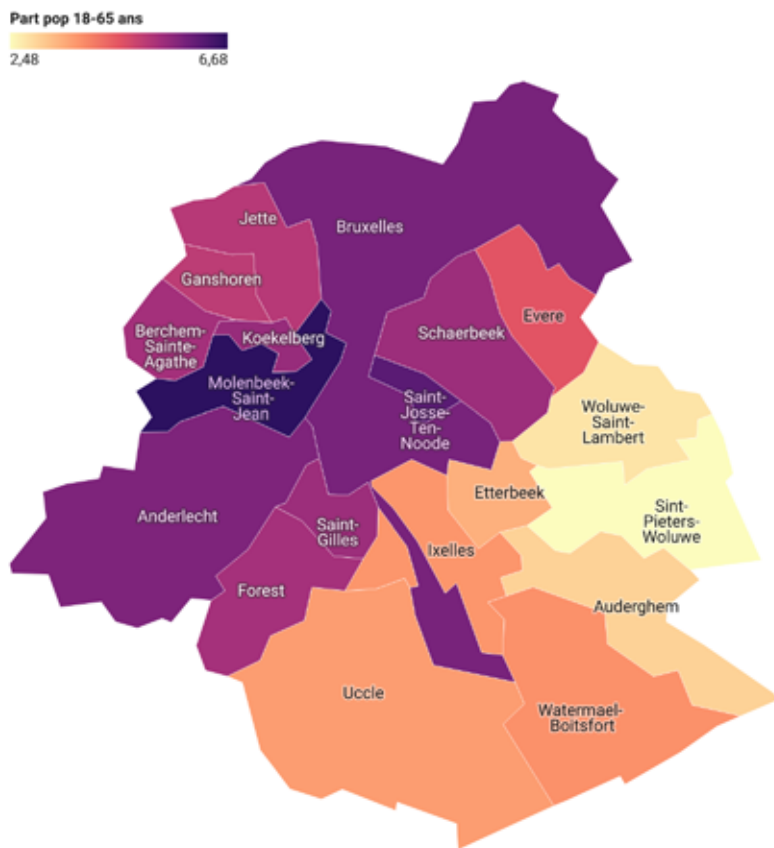 Part pop 18-65 ans
2,48 6,68
Jette
Bruxelles
Ganshoren
Evere
Schaerbeek
Berchem-
Sainte-
Agathe
Koekelberg
Molenbeek-
Saint-
Jean
Saint-
Josse-
Ten-
Noode
Woluwe-
Saint-
Lambert
Etterbeek
Sint-
Pieters-
Woluwe
Anderlecht
Saint-
Gilles
Ixelles
Forest
Auderghem
Uccle
Watermael-
Boitsfort